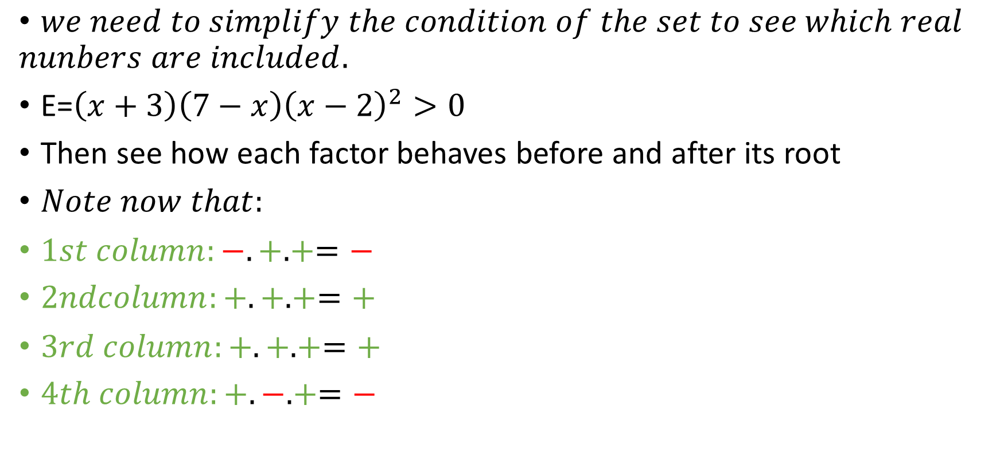 • we need to simplify the condition of the set to see which real
nunbers are included.
• E=(x + 3)(7 − x)(x − 2)² > 0
• Then see how each factor behaves before and after its root
• Note now that:
• 1st column: −. +.+= −
• 2ndcolumn: +. +.+= +
• 3rd column: +. +.+= +
• 4th column: +. −.+= −